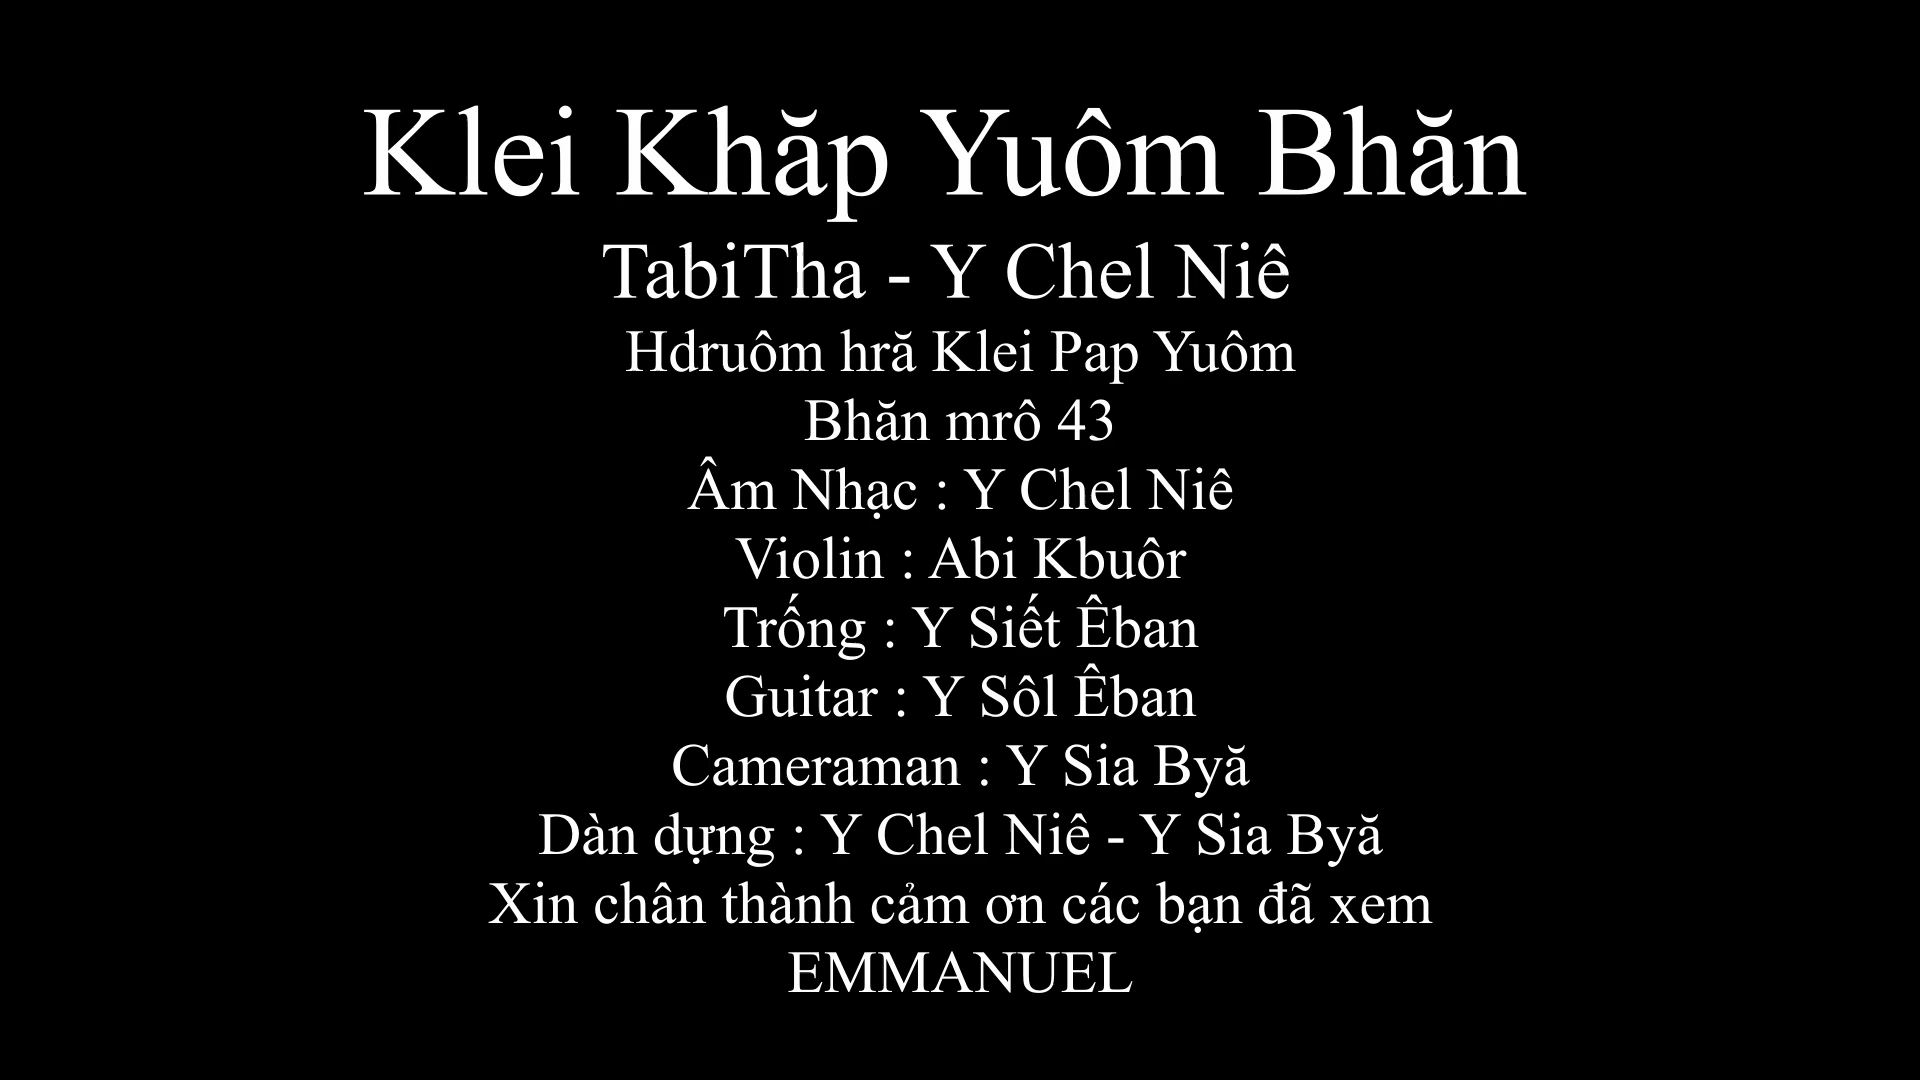 Klei Khăp Yuôm Bhăn
TabiTha - Y Chel Niê
Hdruôm hră Klei Pap Yuôm
Bhăn mrô 43
Âm Nhạc : Y Chel Niê
Violin : Abi Kbuôr
Trống : Y Siết Êban
Guitar : Y Sôl Êban
Cameraman : Y Sia Byă
Dàn dựng : Y Chel Niê - Y Sia Byă
Xin chân thành cảm ơn các bạn đã xem
EMMANUEL